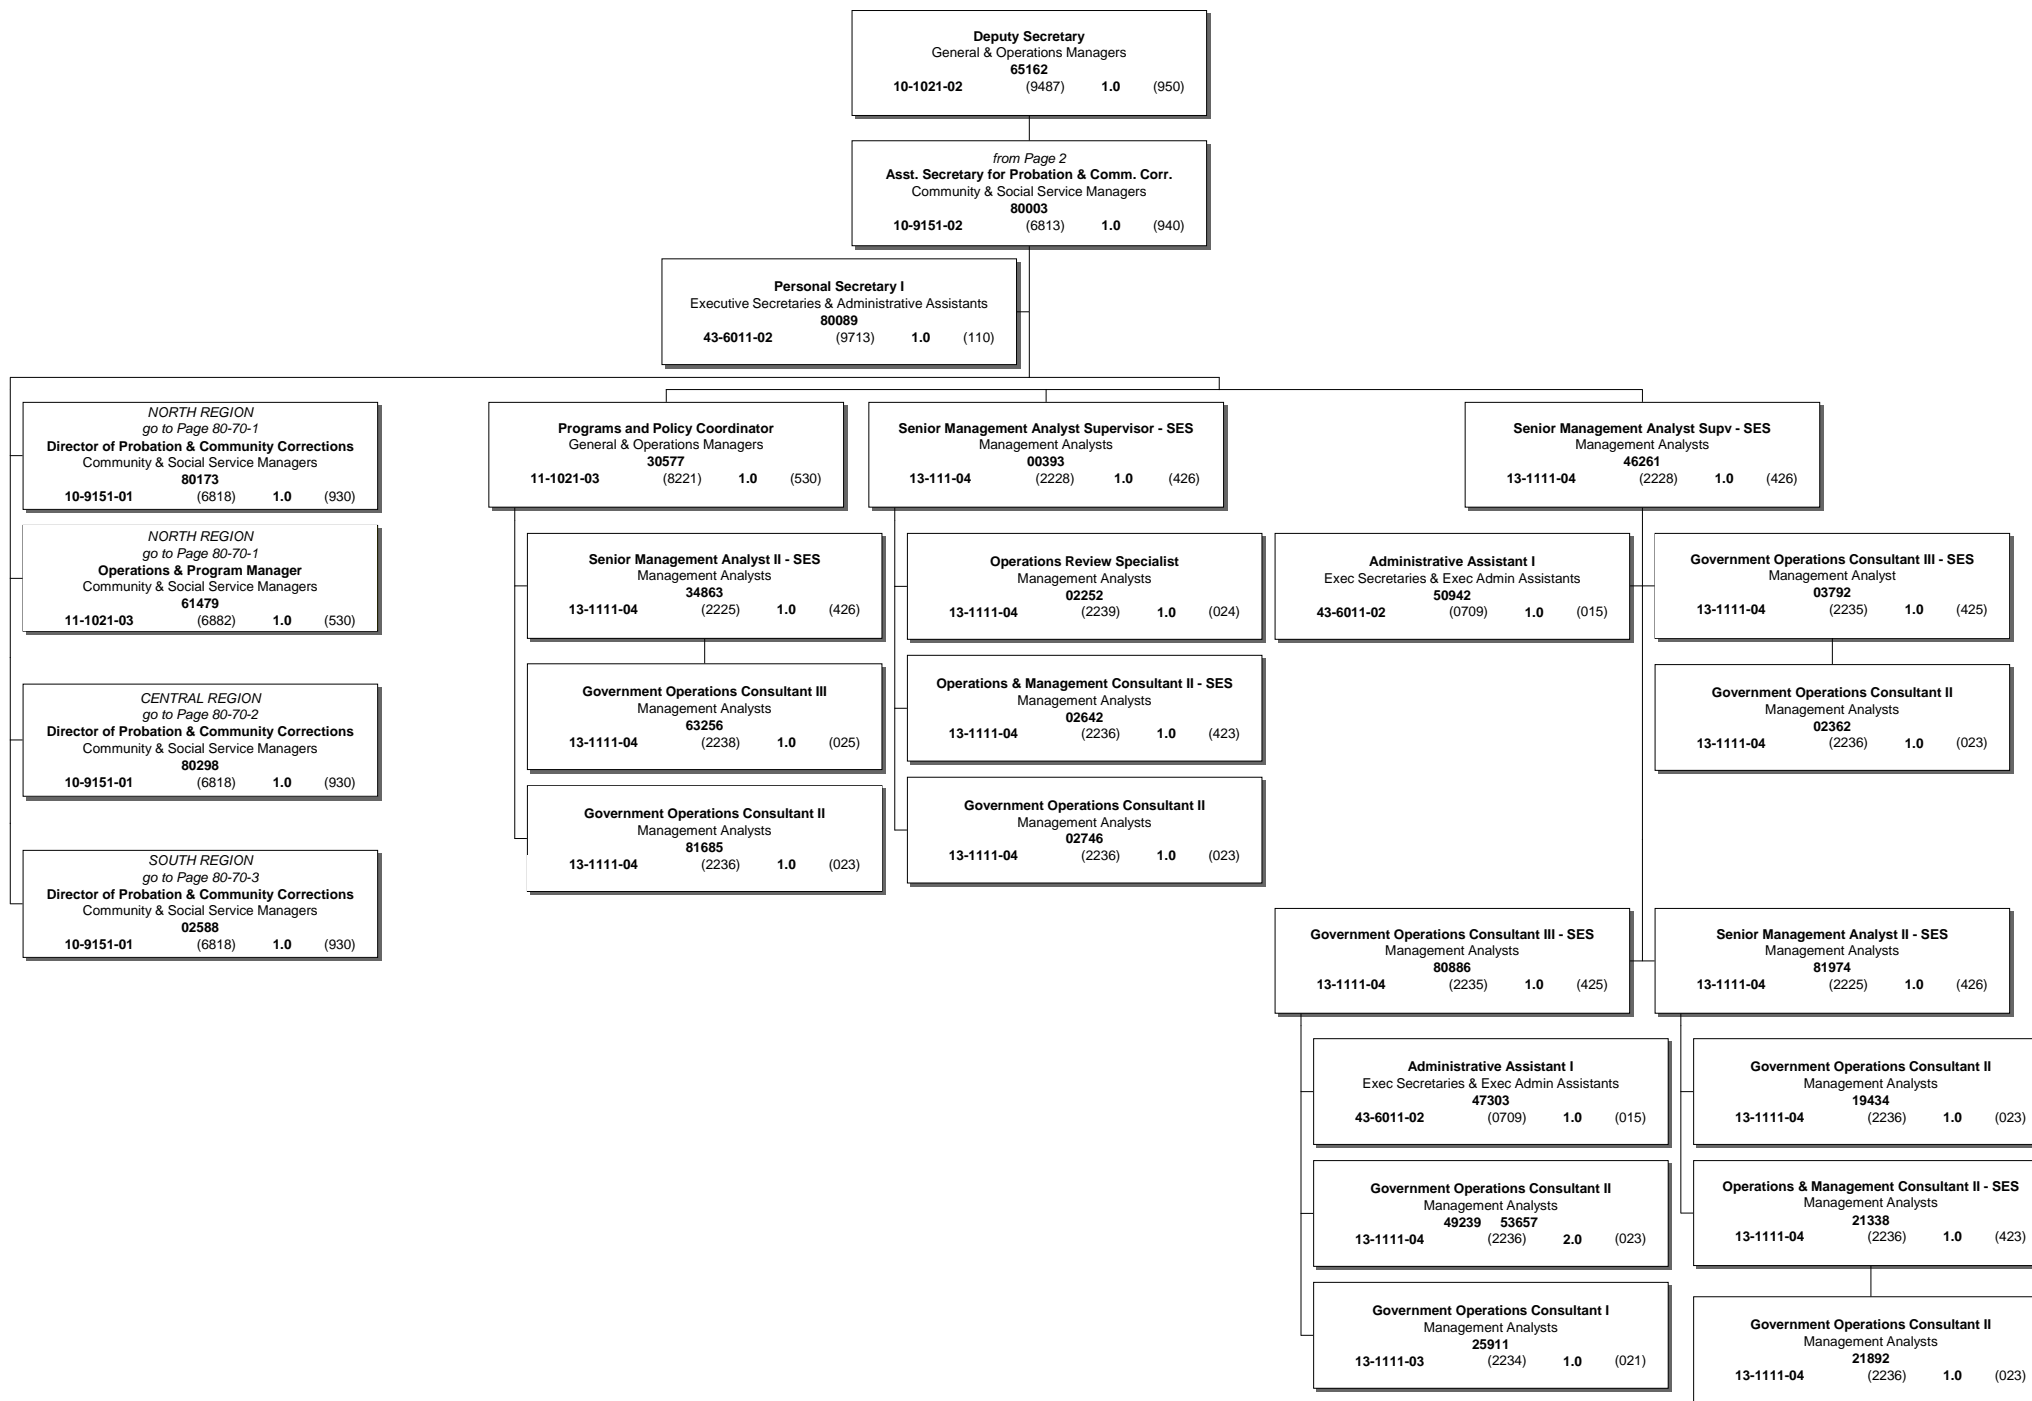 Deputy Secretary
General & Operations Managers
65162
10-1021-02 (9487) 1.0 (950)
from Page 2
Asst. Secretary for Probation & Comm. Corr.
Community & Social Service Managers
80003
10-9151-02 (6813) 1.0 (940)
Personal Secretary I
Executive Secretaries & Administrative Assistants
80089
43-6011-02 (9713) 1.0 (110)
NORTH REGION
go to Page 80-70-1
Director of Probation & Community Corrections
Community & Social Service Managers
80173
10-9151-01 (6818) 1.0 (930)
NORTH REGION
go to Page 80-70-1
Operations & Program Manager
Community & Social Service Managers
61479
11-1021-03 (6882) 1.0 (530)
CENTRAL REGION
go to Page 80-70-2
Director of Probation & Community Corrections
Community & Social Service Managers
80298
10-9151-01 (6818) 1.0 (930)
SOUTH REGION
go to Page 80-70-3
Director of Probation & Community Corrections
Community & Social Service Managers
02588
10-9151-01 (6818) 1.0 (930)
Programs and Policy Coordinator
General & Operations Managers
30577
11-1021-03 (8221) 1.0 (530)
Senior Management Analyst II - SES
Management Analysts
34863
13-1111-04 (2225) 1.0 (426)
Government Operations Consultant III
Management Analysts
63256
13-1111-04 (2238) 1.0 (025)
Government Operations Consultant II
Management Analysts
81685
13-1111-04 (2236) 1.0 (023)
Senior Management Analyst Supervisor - SES
Management Analysts
00393
13-111-04 (2228) 1.0 (426)
Operations Review Specialist
Management Analysts
02252
13-1111-04 (2239) 1.0 (024)
Operations & Management Consultant II - SES
Management Analysts
02642
13-1111-04 (2236) 1.0 (423)
Government Operations Consultant II
Management Analysts
02746
13-1111-04 (2236) 1.0 (023)
Senior Management Analyst Supv - SES
Management Analysts
46261
13-1111-04 (2228) 1.0 (426)
Administrative Assistant I
Exec Secretaries & Exec Admin Assistants
50942
43-6011-02 (0709) 1.0 (015)
Government Operations Consultant III - SES
Management Analyst
03792
13-1111-04 (2235) 1.0 (425)
Government Operations Consultant II
Management Analysts
02362
13-1111-04 (2236) 1.0 (023)
Government Operations Consultant III - SES
Management Analysts
80886
13-1111-04 (2235) 1.0 (425)
Administrative Assistant I
Exec Secretaries & Exec Admin Assistants
47303
43-6011-02 (0709) 1.0 (015)
Government Operations Consultant II
Management Analysts
49239 53657
13-1111-04 (2236) 2.0 (023)
Government Operations Consultant I
Management Analysts
25911
13-1111-03 (2234) 1.0 (021)
Senior Management Analyst II - SES
Management Analysts
81974
13-1111-04 (2225) 1.0 (426)
Government Operations Consultant II
Management Analysts
19434
13-1111-04 (2236) 1.0 (023)
Operations & Management Consultant II - SES
Management Analysts
21338
13-1111-04 (2236) 1.0 (423)
Government Operations Consultant II
Management Analysts
21892
13-1111-04 (2236) 1.0 (023)